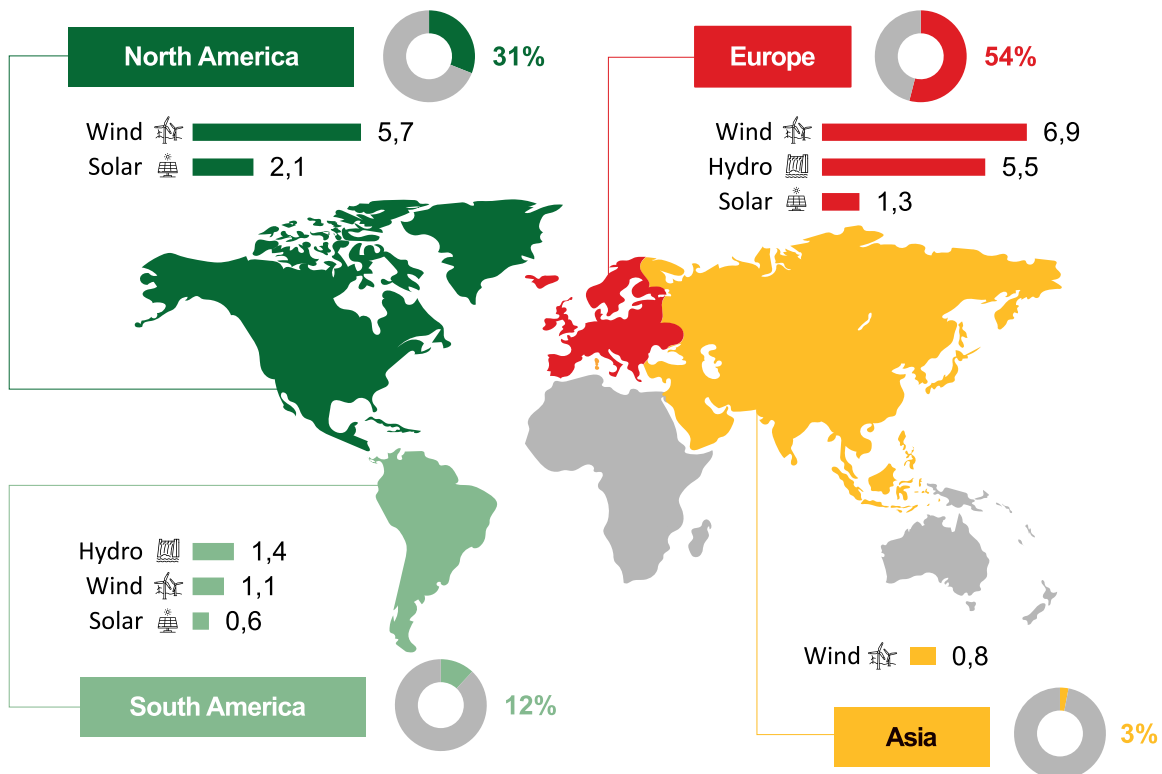 North America
31%
Wind 5,7
Solar 2,1
Europe
54%
Wind 6,9
Hydro 5,5
Solar 1,3
Hydro 1,4
Wind 1,1
Solar 0,6
South America
12%
Wind 0,8
Asia
3%